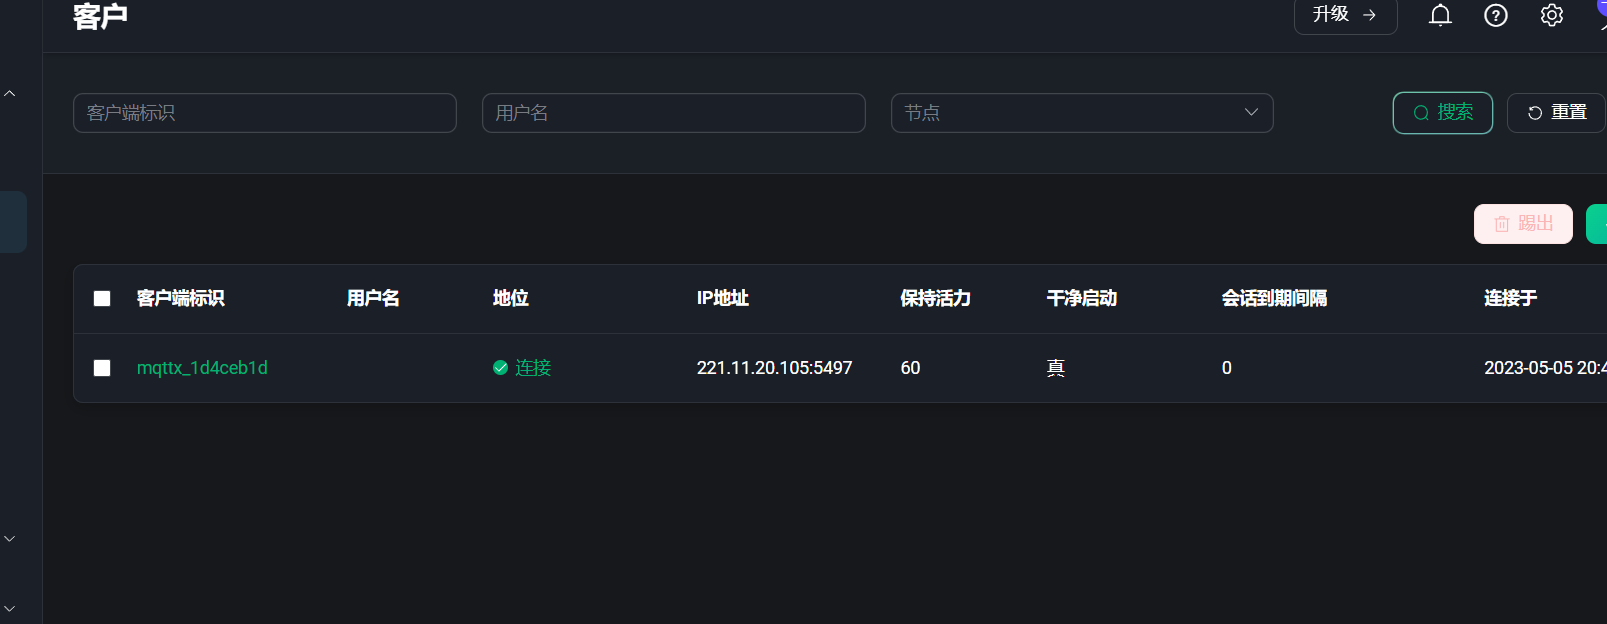 客户
升级
客户端标识
用户名
节点
搜索
重置
踢出
客户端标识 用户名 地位 IP地址 保持活力 干净启动 会话到期间隔 连接于
mqttx_1d4ceb1d 连接 221.11.20.105:5497 60 真 0 2023-05-05 20:4